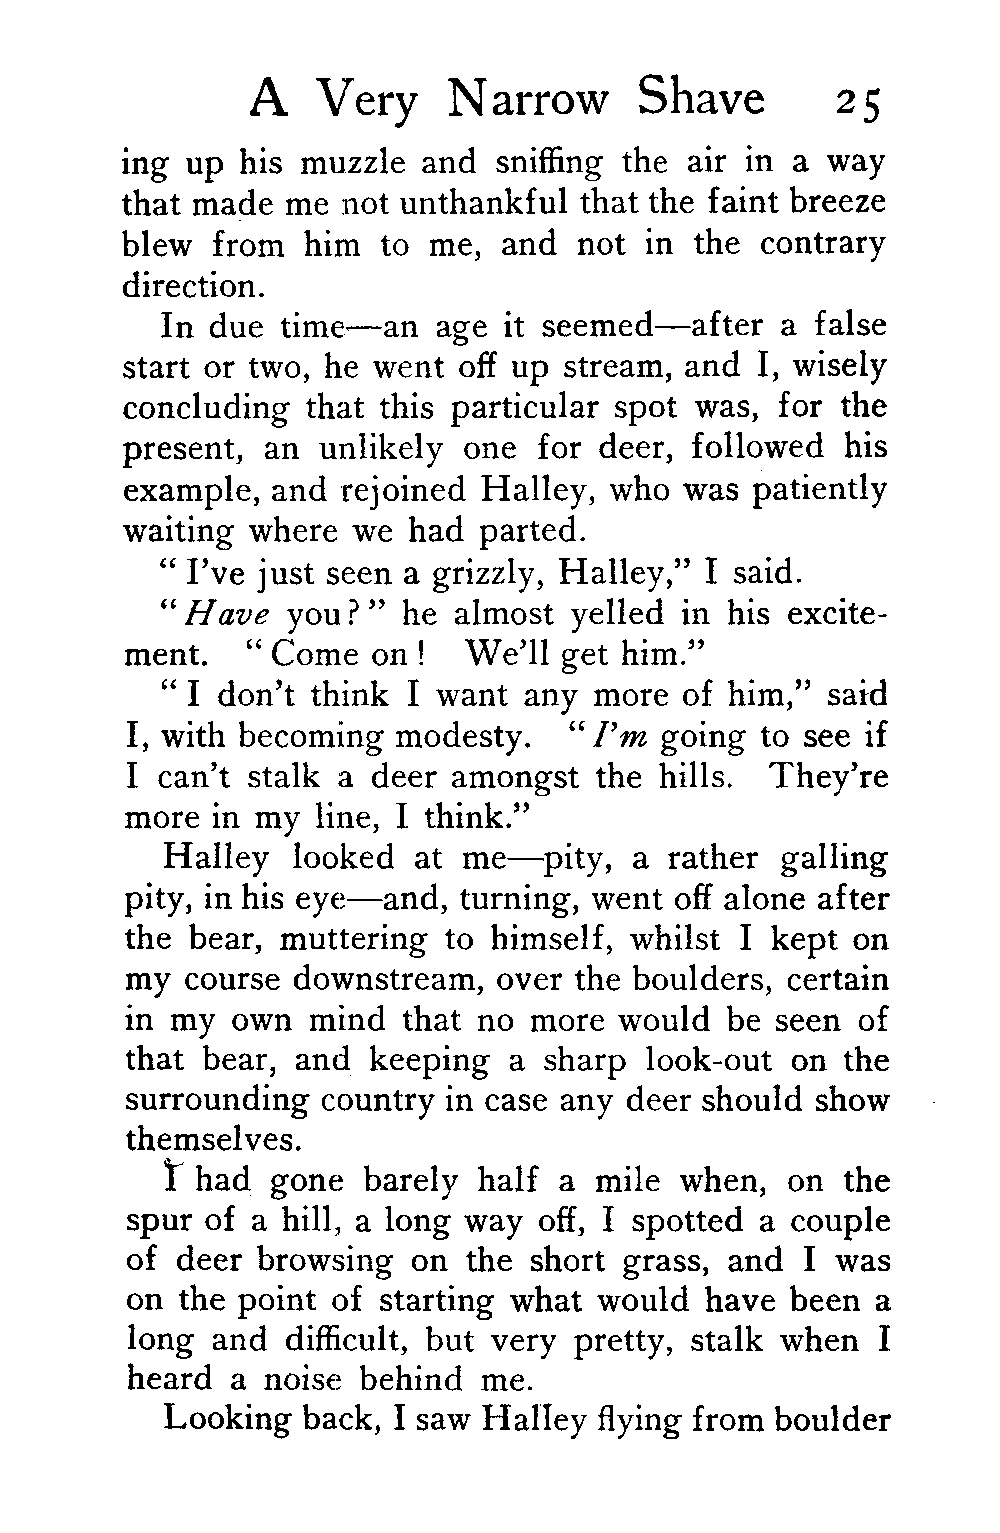 A Very Narrow Shave 25
ing up his muzzle and sniffing the air in a way
that made me not unthankful that the faint breeze
blew from him to me, and not in the contrary
direction.
In due time—an age it seemed—after a false
start or two, he went off up stream, and I, wisely
concluding that this particular spot was, for the
present, an unlikely one for deer, followed his
example, and rejoined Halley, who was patiently
waiting where we had parted.
“ I’ve just seen a grizzly, Halley,” I said.
“ Have you? ” he almost yelled in his excite-
ment. “ Come on ! We’ll get him.”
“ I don’t think I want any more of him,” said
I, with becoming modesty. “ I’m going to see if
I can’t stalk a deer amongst the hills. They’re
more in my line, I think.”
Halley looked at me—pity, a rather galling
pity, in his eye—and, turning, went off alone after
the bear, muttering to himself, whilst I kept on
my course downstream, over the boulders, certain
in my own mind that no more would be seen of
that bear, and keeping a sharp look-out on the
surrounding country in case any deer should show
themselves.
I had gone barely half a mile when, on the
spur of a hill, a long way off, I spotted a couple
of deer browsing on the short grass, and I was
on the point of starting what would have been a
long and difficult, but very pretty, stalk when I
heard a noise behind me.
Looking back, I saw Halley flying from boulder